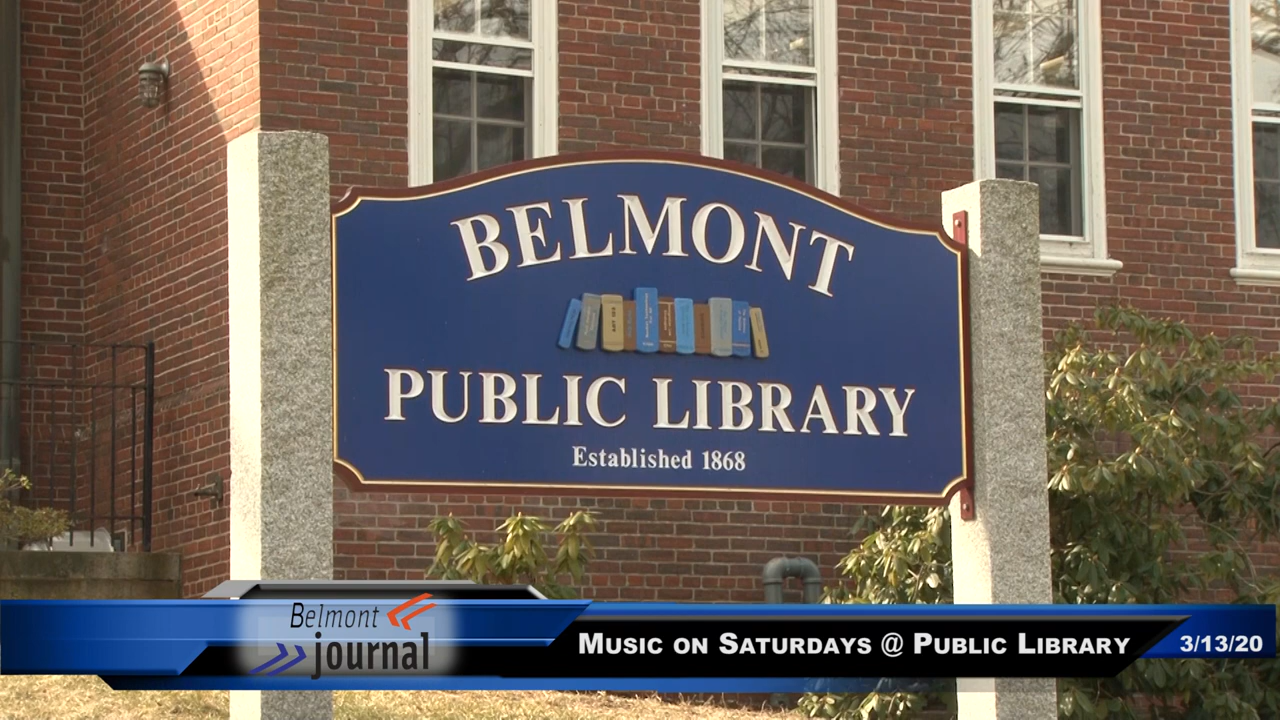 BELMONT
PUBLIC LIBRARY
Established 1868
Belmont
journal
MUSIC ON SATURDAYS @ PUBLIC LIBRARY
3/13/20